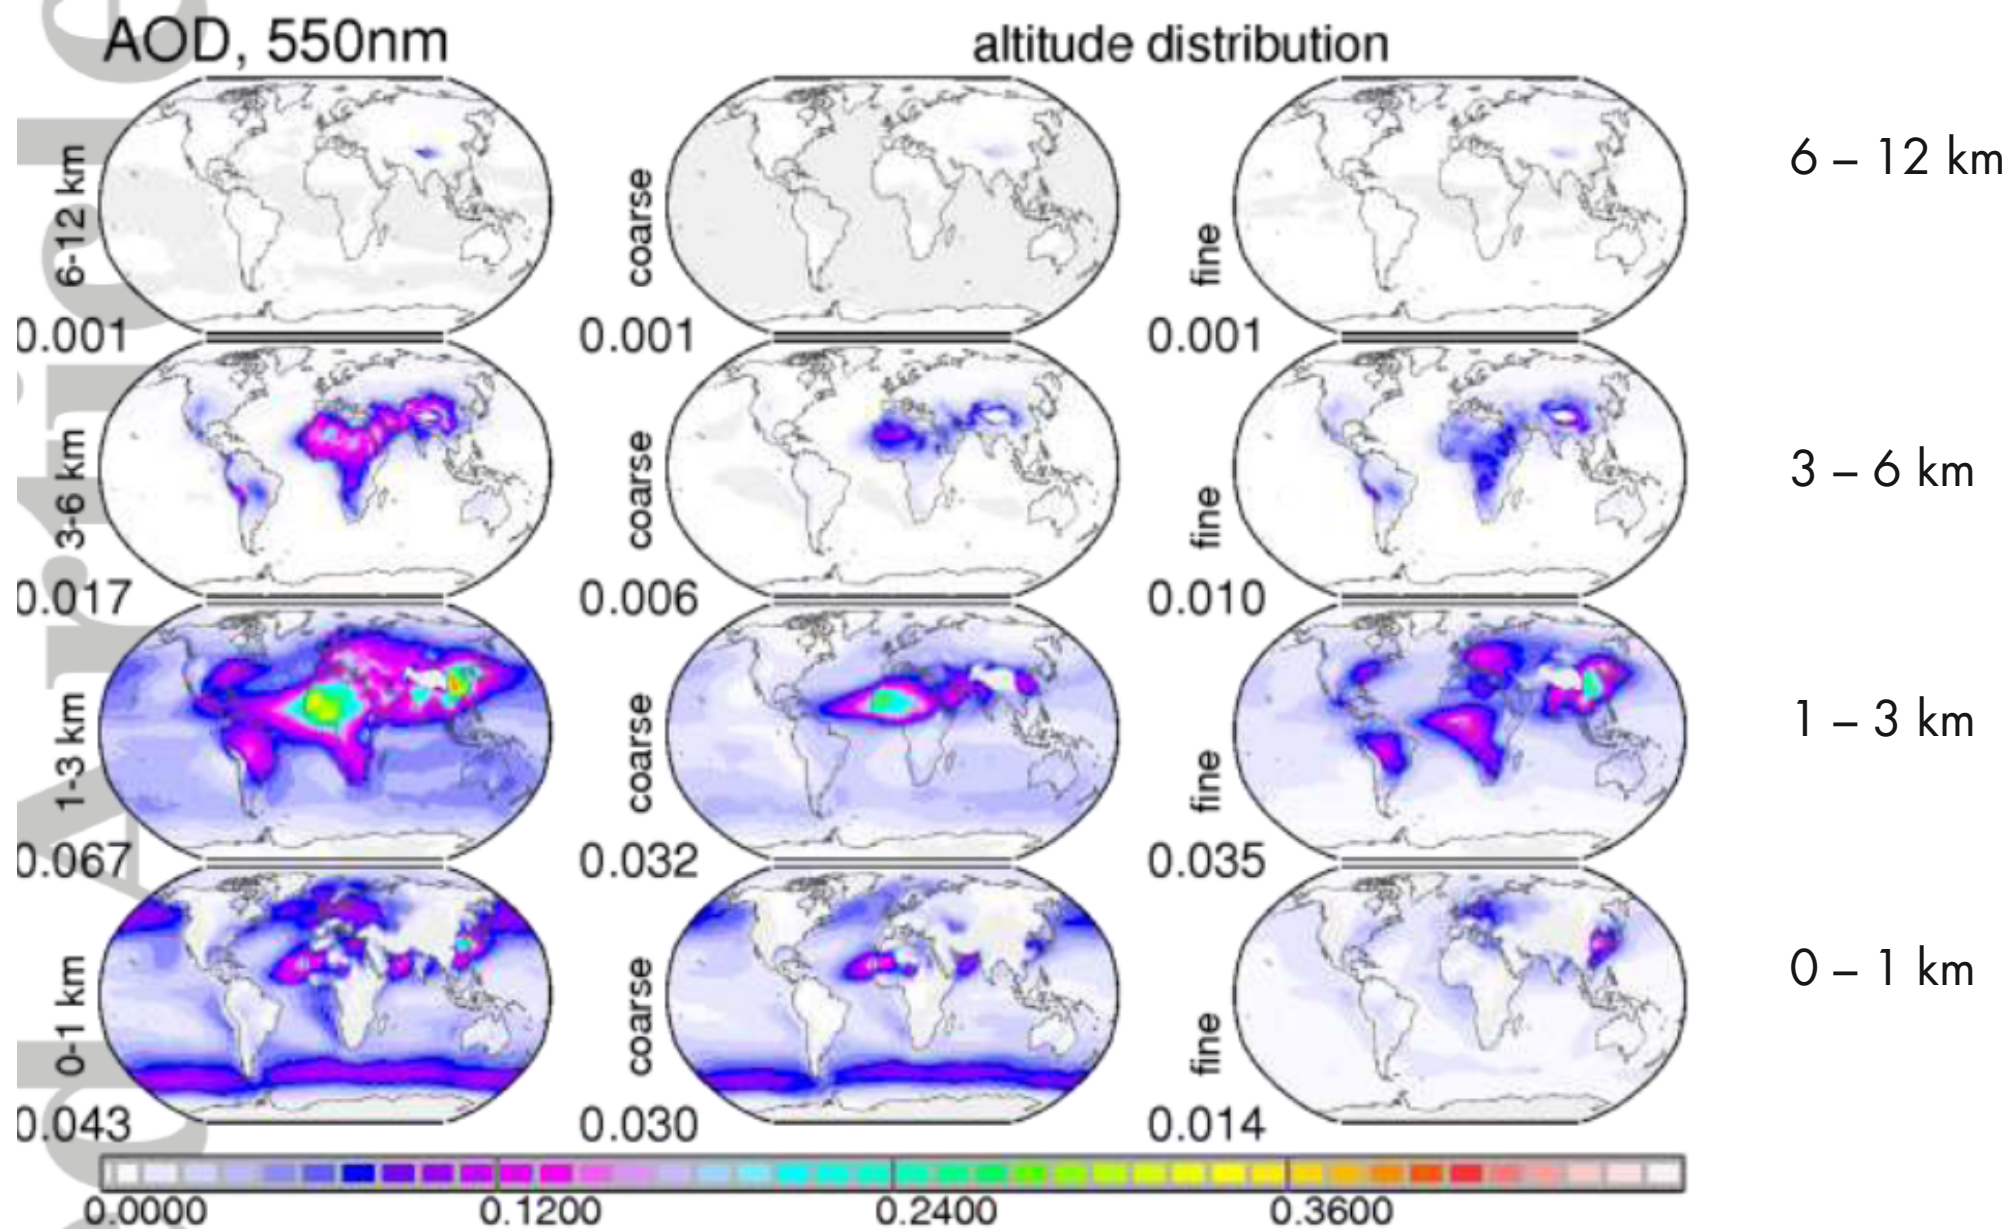 AOD, 550nm
altitude distribution
6-12 km
coarse
fine
6 – 12 km
0.001
0.001
0.001
3-6 km
coarse
fine
3 – 6 km
0.017
0.006
0.010
1-3 km
coarse
fine
1 – 3 km
0.067
0.032
0.035
0-1 km
coarse
fine
0 – 1 km
0.043
0.030
0.014
0.0000
0.1200
0.2400
0.3600